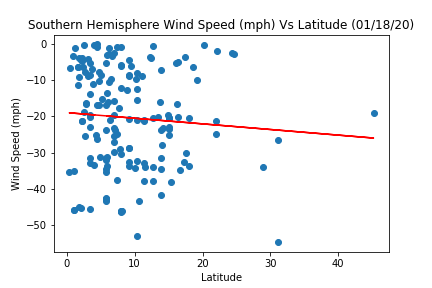 Southern Hemisphere Wind Speed (mph) Vs Latitude (01/18/20)
0
−10
−20
−30
−40
−50
Wind Speed (mph)
0 10 20 30 40
Latitude